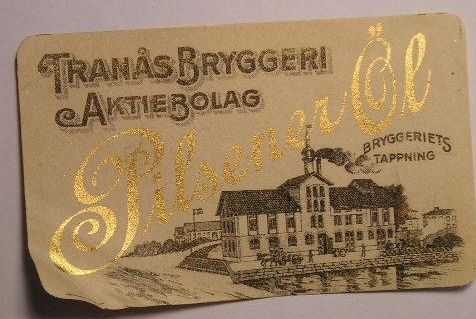 TRANÅS BRYGGERI
AKTIEBOLAG
Pilsener Öl
BRYGGERIETS
TAPPNING